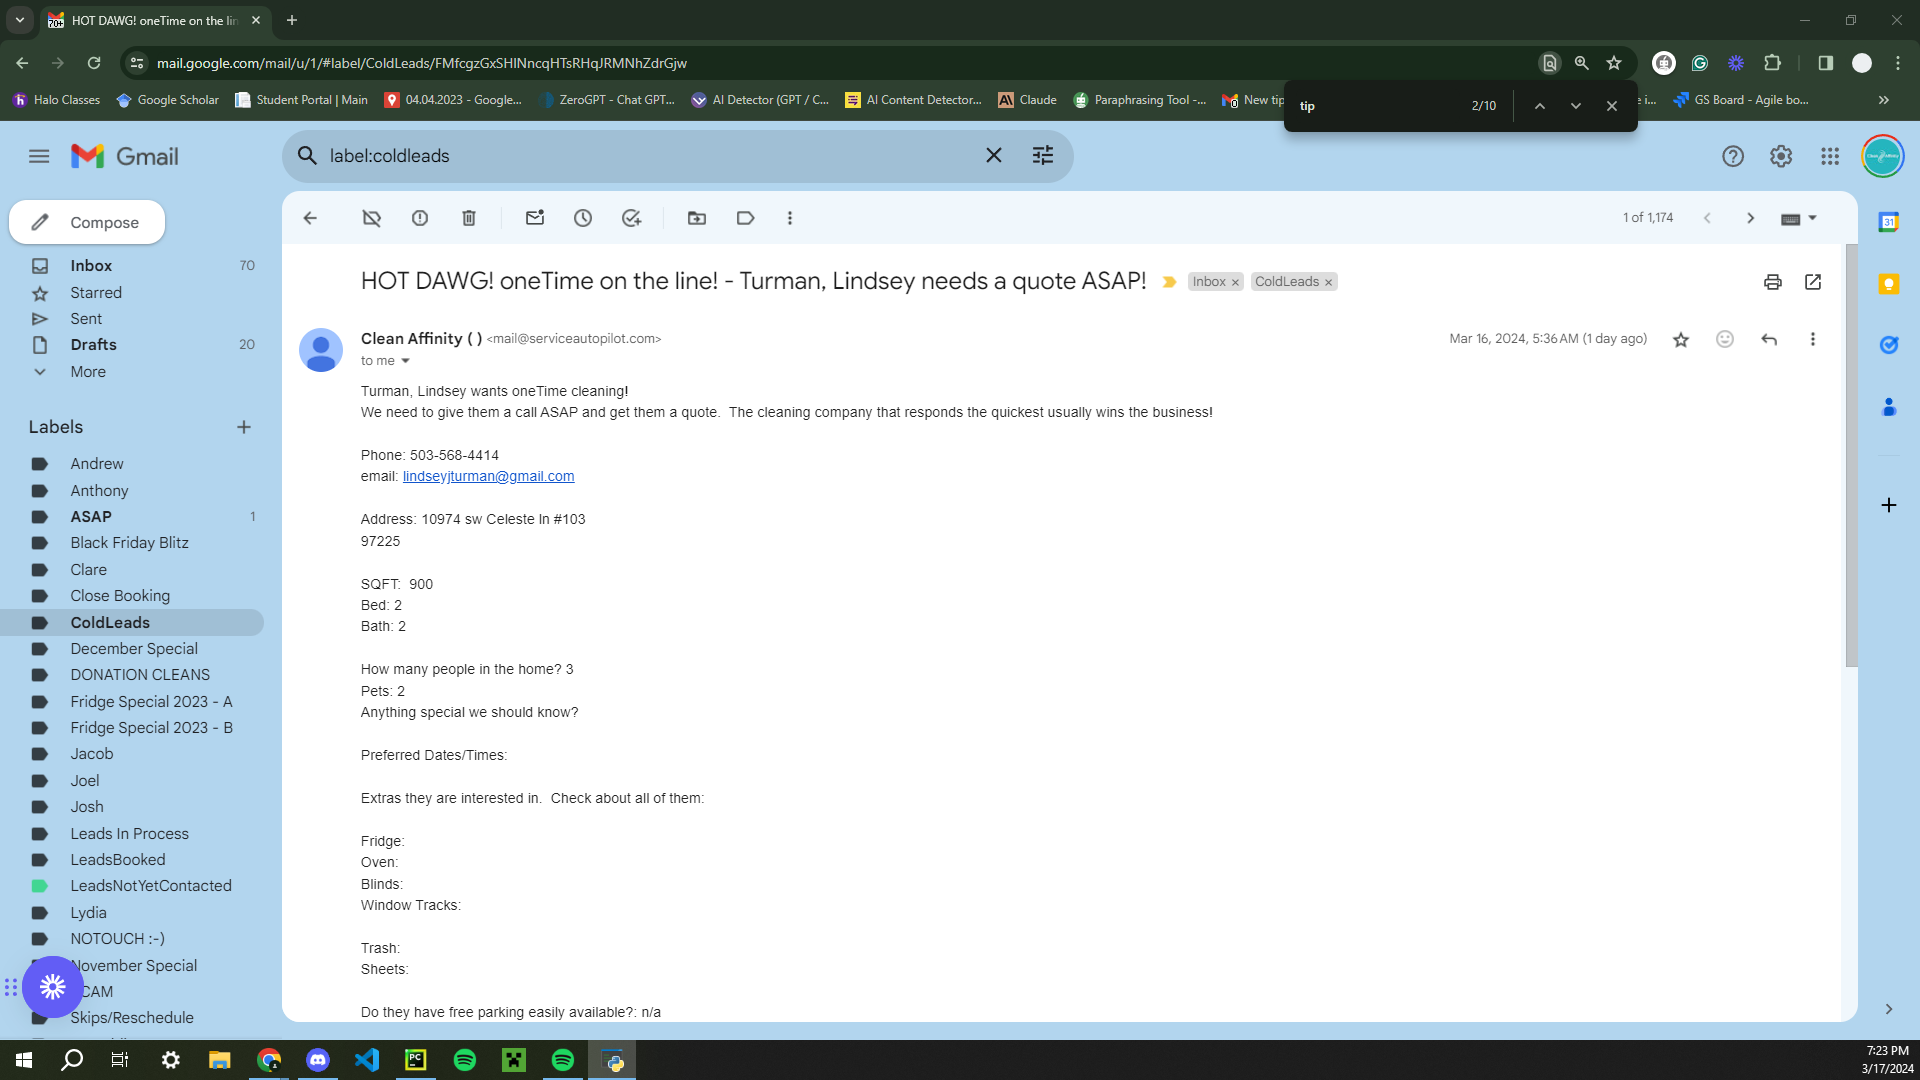 HOT DAWG! oneTime on the lin
mail.google.com/mail/u/1/#label/ColdLeads/FMfcgzGxSHlNncqHTsRHqJRMNhZdrGjw
Halo Classes
Google Scholar
Student Portal | Main
04.04.2023 - Google...
ZeroGPT - Chat GPT...
AI Detector (GPT / C...
AI Content Detector...
Claude
Paraphrasing Tool -...
New tip
GS Board - Agile bo...
tip
2/10
Gmail
label:coldleads
Compose
1 of 1,174
Inbox 70
Starred
Sent
Drafts 20
More
Labels
Andrew
Anthony
ASAP 1
Black Friday Blitz
Clare
Close Booking
ColdLeads
December Special
DONATION CLEANS
Fridge Special 2023 - A
Fridge Special 2023 - B
Jacob
Joel
Josh
Leads In Process
LeadsBooked
LeadsNotYetContacted
Lydia
NOTOUCH :-)
November Special
CAM
Skips/Reschedule
HOT DAWG! oneTime on the line! - Turman, Lindsey needs a quote ASAP!
Inbox x
ColdLeads x
Clean Affinity ( ) <mail@serviceautopilot.com>
Mar 16, 2024, 5:36 AM (1 day ago)
to me
Turman, Lindsey wants oneTime cleaning!
We need to give them a call ASAP and get them a quote.  The cleaning company that responds the quickest usually wins the business!
Phone: 503-568-4414
email: lindseyjturman@gmail.com
Address: 10974 sw Celeste ln #103
97225
SQFT:  900
Bed: 2
Bath: 2
How many people in the home? 3
Pets: 2
Anything special we should know?
Preferred Dates/Times:
Extras they are interested in.  Check about all of them:
Fridge:
Oven:
Blinds:
Window Tracks:
Trash:
Sheets:
Do they have free parking easily available?: n/a
7:23 PM
3/17/2024